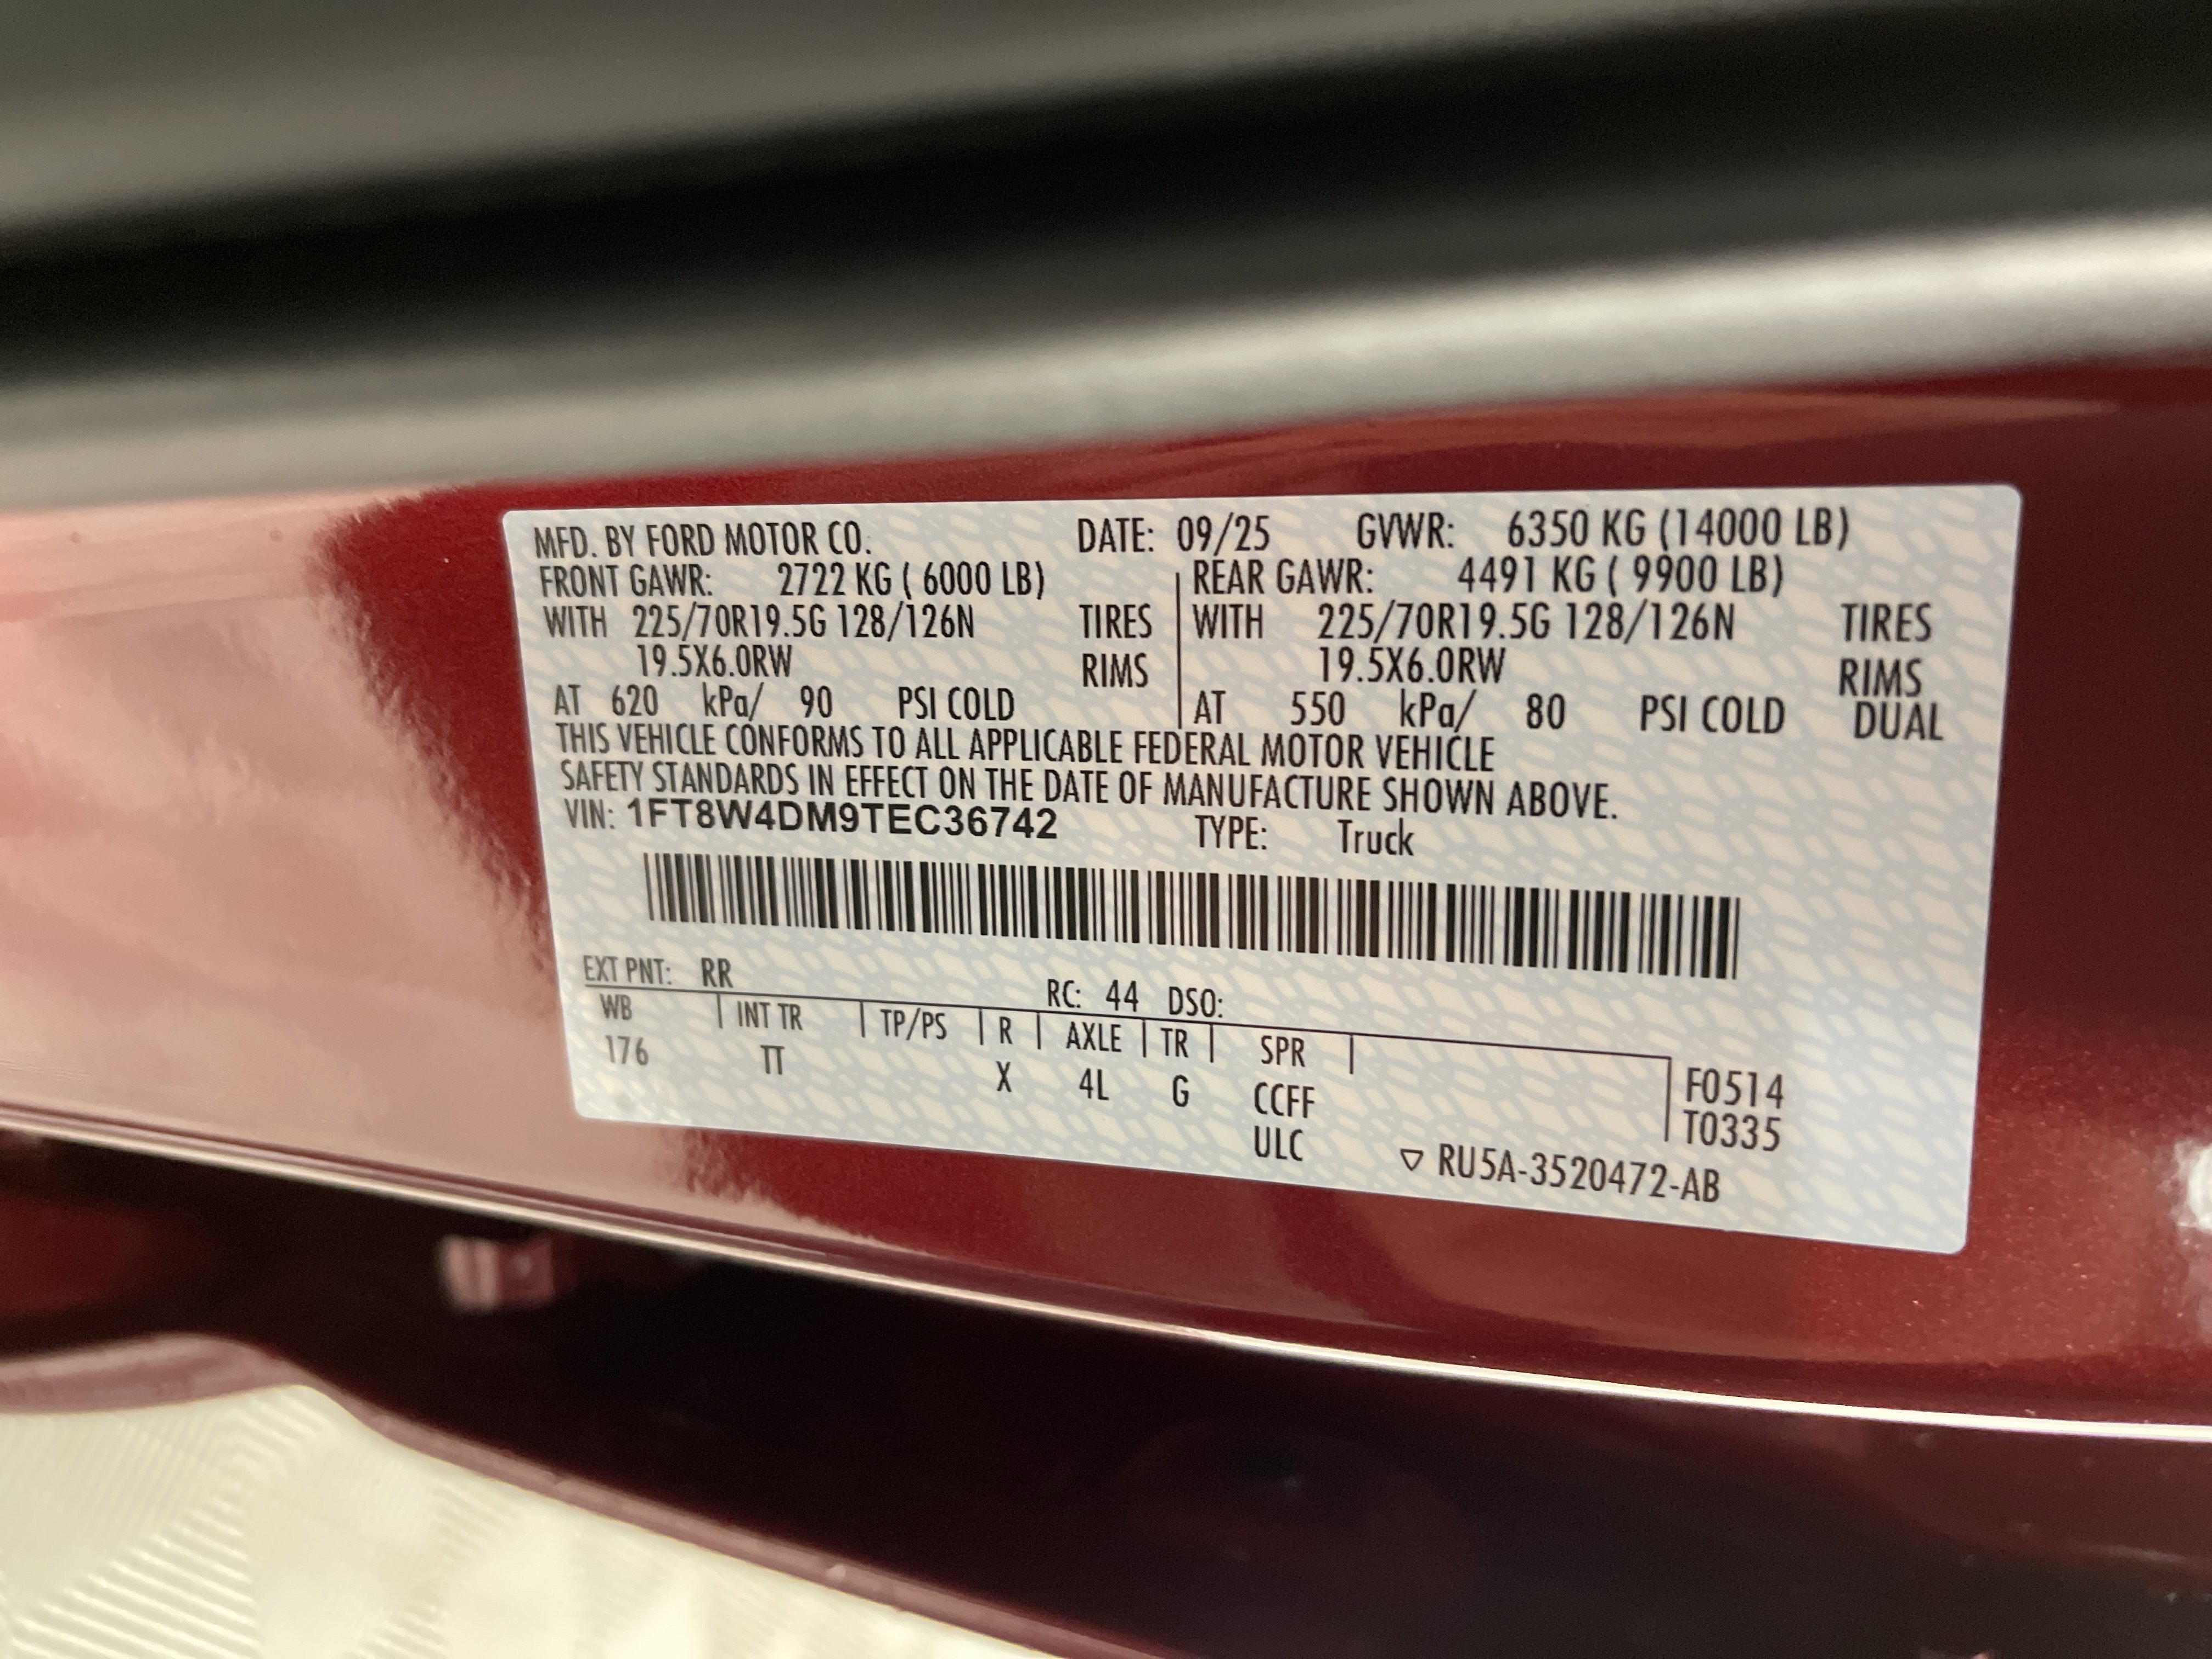 MFD. BY FORD MOTOR CO. DATE: 09/25 GVWR: 6350 KG (14000 LB)
FRONT GAWR: 2722 KG ( 6000 LB) REAR GAWR: 4491 KG ( 9900 LB)
WITH 225/70R19.5G 128/126N TIRES WITH 225/70R19.5G 128/126N TIRES
19.5X6.0RW RIMS 19.5X6.0RW RIMS
AT 620 kPa/ 90 PSI COLD AT 550 kPa/ 80 PSI COLD DUAL
THIS VEHICLE CONFORMS TO ALL APPLICABLE FEDERAL MOTOR VEHICLE
SAFETY STANDARDS IN EFFECT ON THE DATE OF MANUFACTURE SHOWN ABOVE.
VIN: 1FT8W4DM9TEC36742 TYPE: Truck
EXT PNT: RR RC: 44 DSO:
WB INT TR TP/PS R AXLE TR SPR
176 TT X 4L G CCFF F0514
ULC T0335
▽ RU5A-3520472-AB